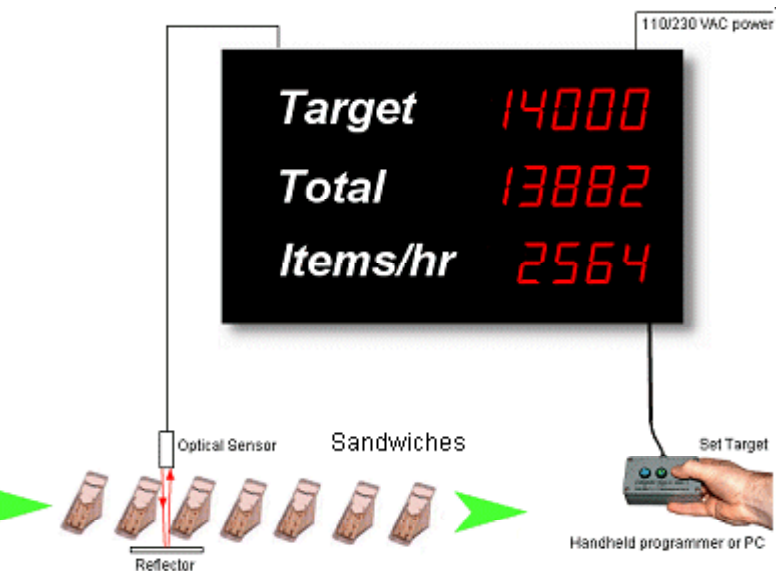 110/230 VAC power
Target 14000
Total 13882
Items/hr 2564
Optical Sensor
Sandwiches
Set Target
Handheld programmer or PC
Reflector